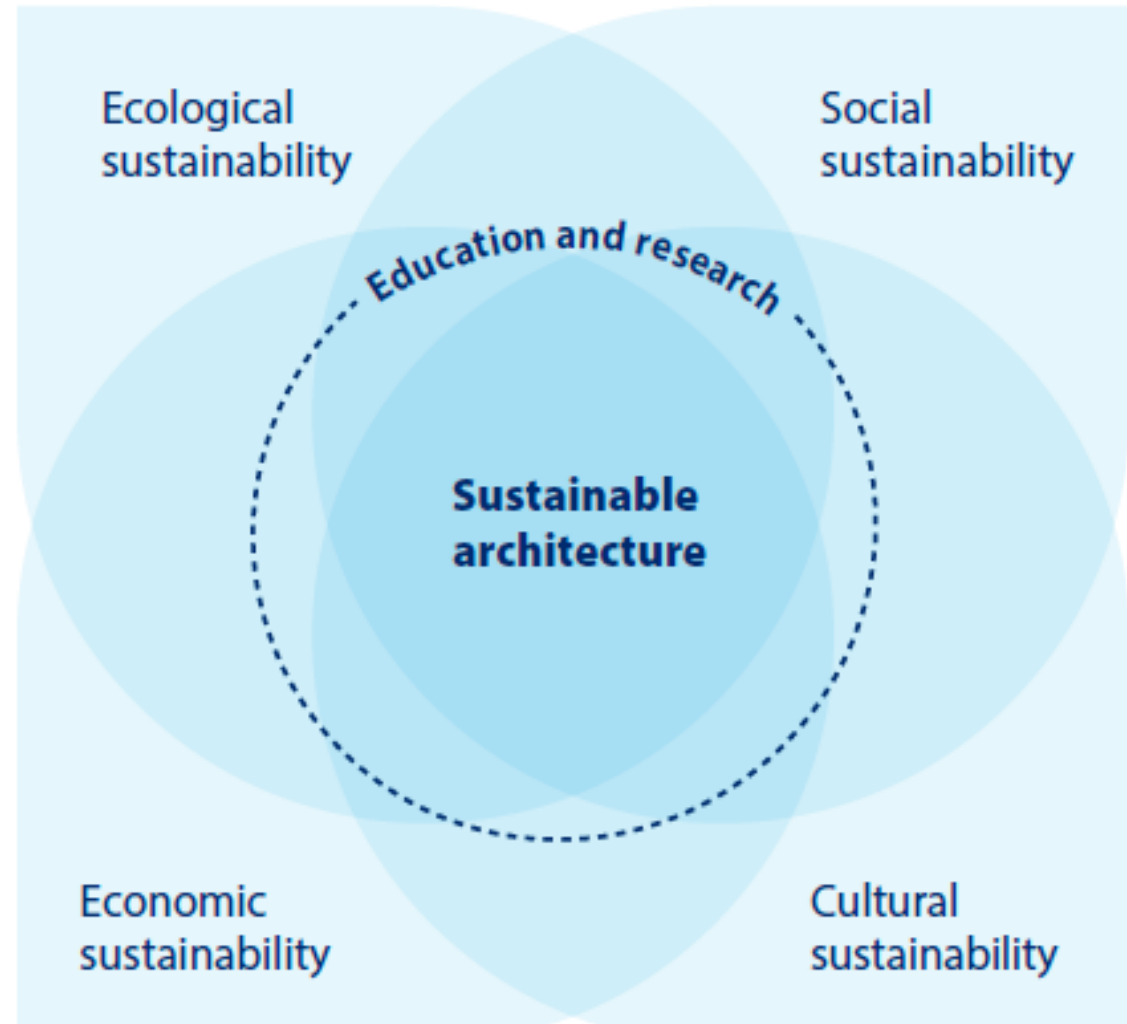 Ecological
sustainability
Social
sustainability
Education and research
Sustainable
architecture
Economic
sustainability
Cultural
sustainability